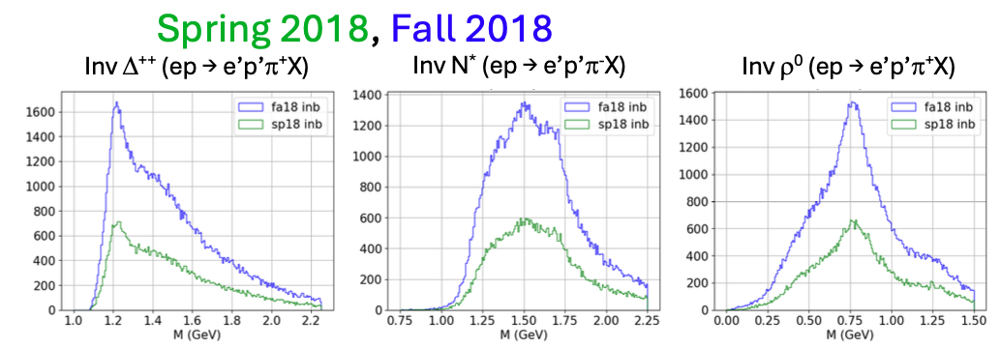 Spring 2018, Fall 2018
Inv Δ⁺⁺ (ep → e’p’π⁺X)
Inv N* (ep → e’p’π⁻X)
Inv ρ⁰ (ep → e’p’π⁺X)
fa18 inb
sp18 inb
1600
1400
1200
1000
800
600
400
200
0
1.0 1.2 1.4 1.6 1.8 2.0 2.2
M (GeV)
fa18 inb
sp18 inb
1400
1200
1000
800
600
400
200
0
0.75 1.00 1.25 1.50 1.75 2.00 2.25
M (GeV)
fa18 inb
sp18 inb
1600
1400
1200
1000
800
600
400
200
0
0.00 0.25 0.50 0.75 1.00 1.25 1.50
M (GeV)